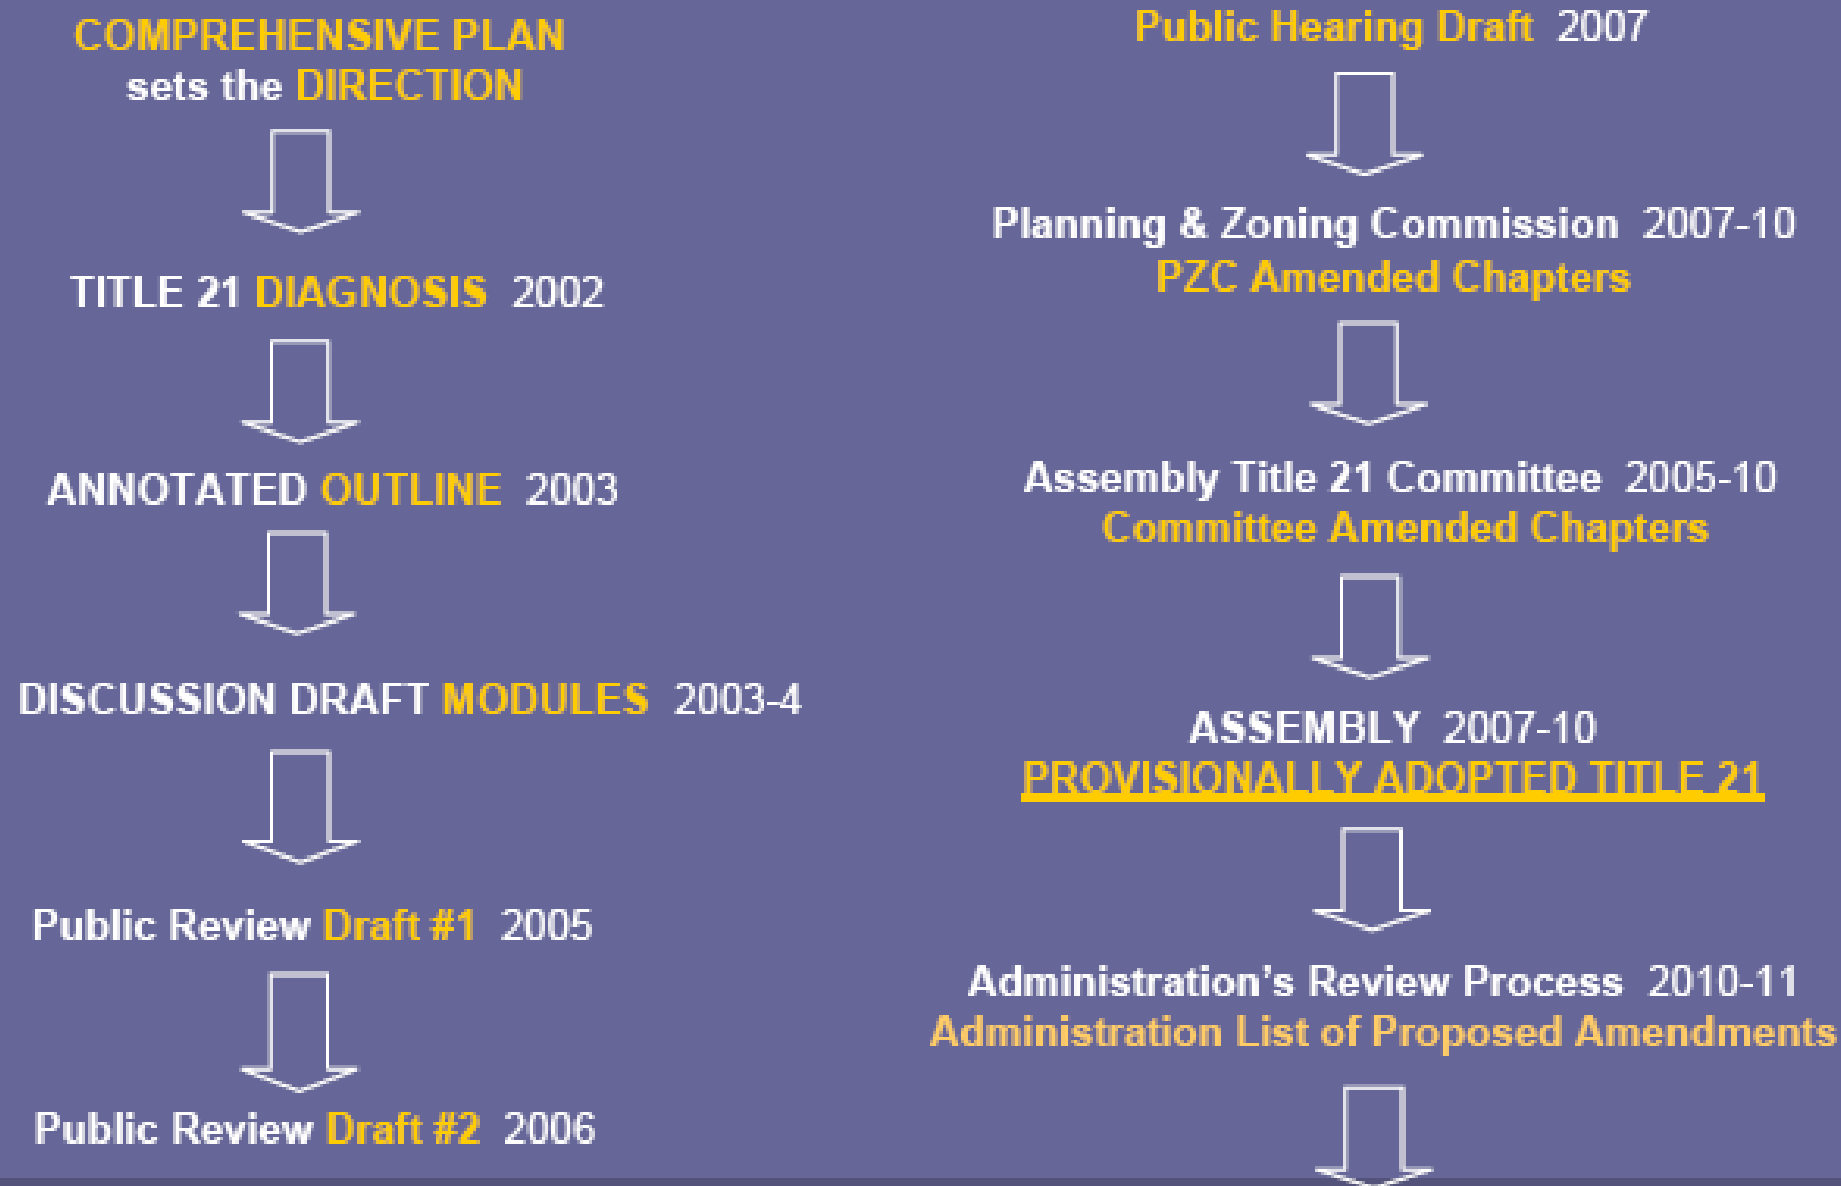 COMPREHENSIVE PLAN
sets the DIRECTION
TITLE 21 DIAGNOSIS 2002
ANNOTATED OUTLINE 2003
DISCUSSION DRAFT MODULES 2003-4
Public Review Draft #1 2005
Public Review Draft #2 2006
Public Hearing Draft 2007
Planning & Zoning Commission 2007-10
PZC Amended Chapters
Assembly Title 21 Committee 2005-10
Committee Amended Chapters
ASSEMBLY 2007-10
PROVISIONALLY ADOPTED TITLE 21
Administration’s Review Process 2010-11
Administration List of Proposed Amendments